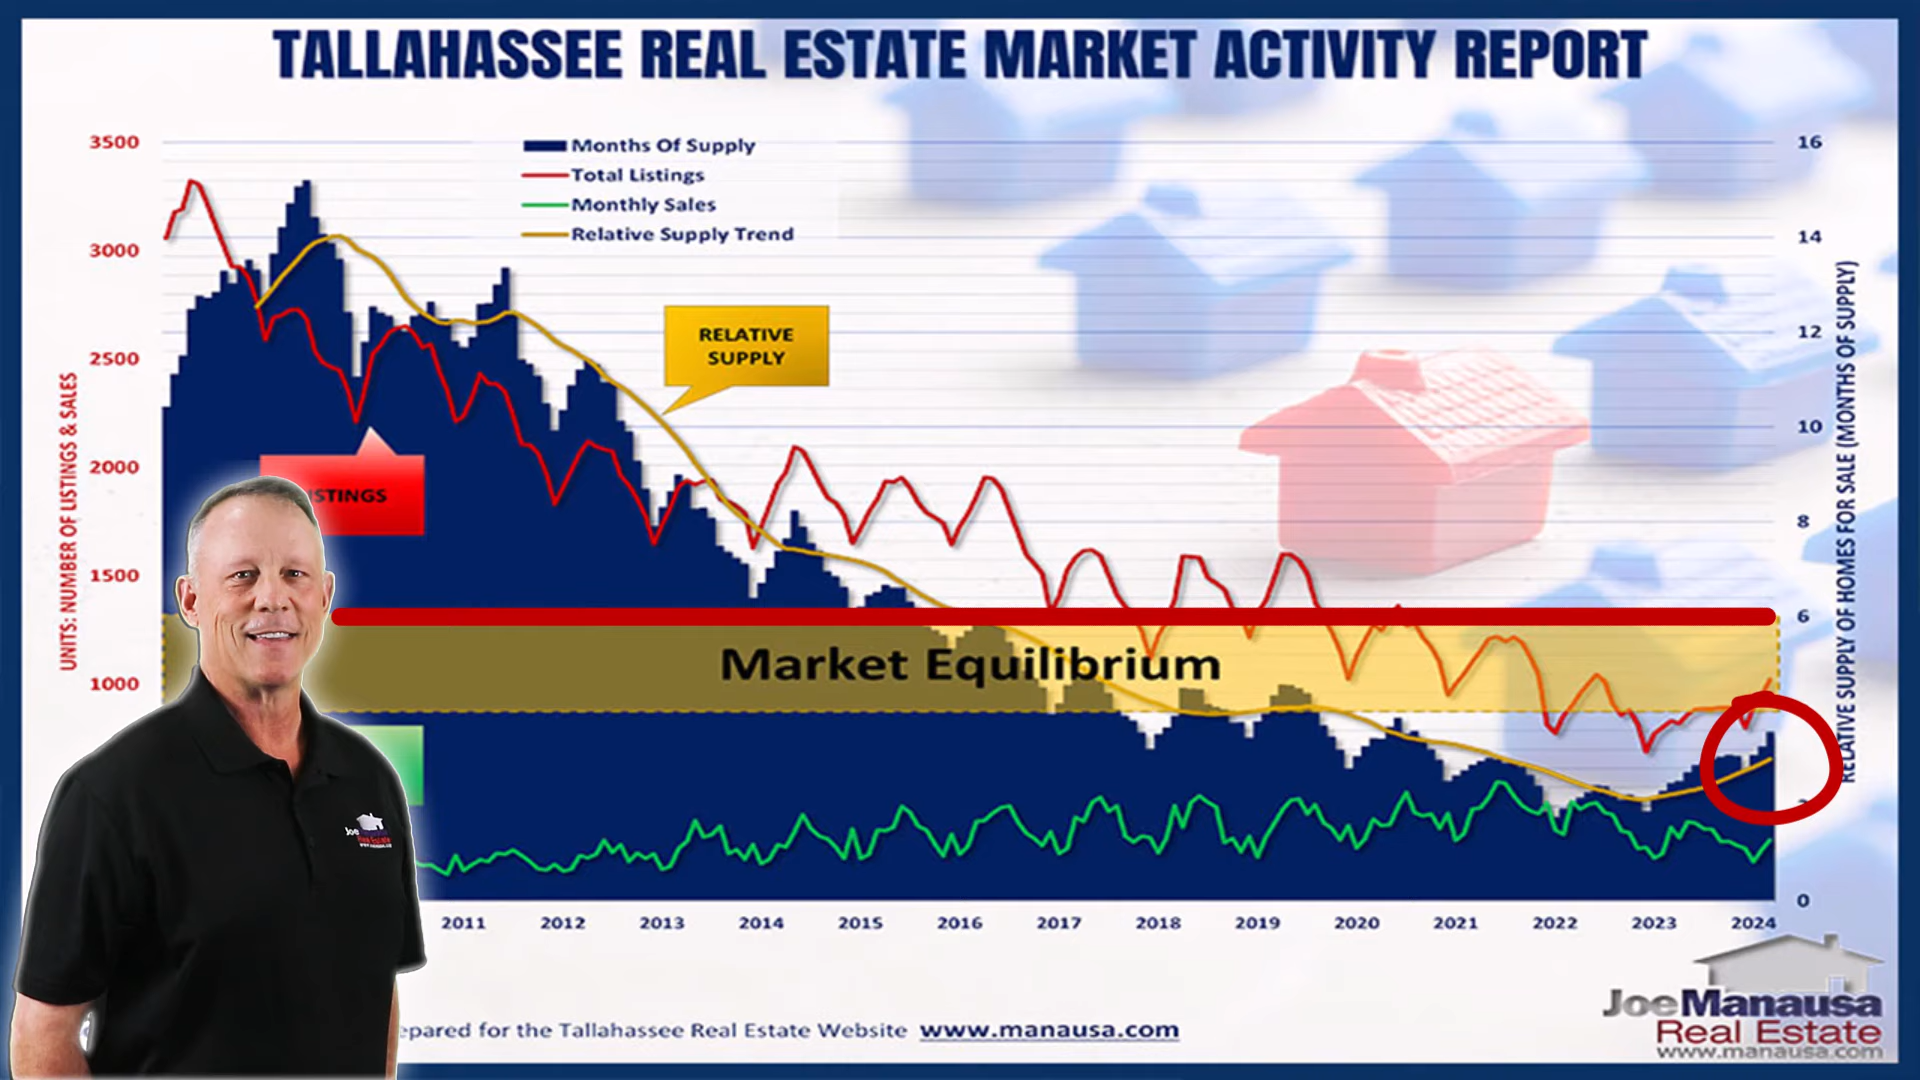 TALLAHASSEE REAL ESTATE MARKET ACTIVITY REPORT
Months Of Supply
Total Listings
Monthly Sales
Relative Supply Trend
3500
3000
2500
2000
1500
1000
UNITS: NUMBER OF LISTINGS & SALES
16
14
12
10
8
6
0
RELATIVE SUPPLY OF HOMES FOR SALE (MONTHS OF SUPPLY)
RELATIVE
SUPPLY
ISTINGS
Market Equilibrium
2011 2012 2013 2014 2015 2016 2017 2018 2019 2020 2021 2022 2023 2024
Joe
epared for the Tallahassee Real Estate Website www.manausa.com
JoeManausa
Real Estate
www.manausa.com